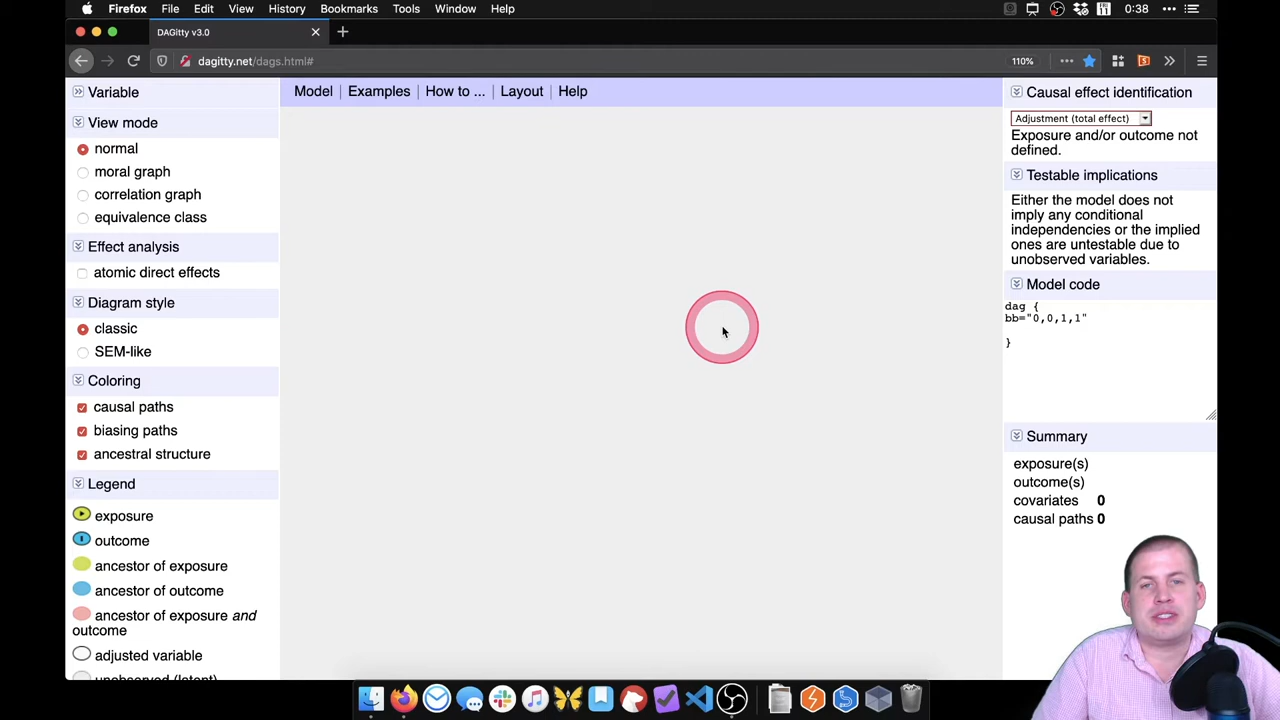 Firefox File Edit View History Bookmarks Tools Window Help
11
0:38
DAGitty v3.0
dagitty.net/dags.html#
110%
Variable
View mode
normal
moral graph
correlation graph
equivalence class
Effect analysis
atomic direct effects
Diagram style
classic
SEM-like
Coloring
causal paths
biasing paths
ancestral structure
Legend
exposure
outcome
ancestor of exposure
ancestor of outcome
ancestor of exposure and
outcome
adjusted variable
unobserved (latent)
Model | Examples | How to ... | Layout | Help
Causal effect identification
Adjustment (total effect)
Exposure and/or outcome not
defined.
Testable implications
Either the model does not
imply any conditional
independencies or the implied
ones are untestable due to
unobserved variables.
Model code
dag {
bb="0,0,1,1"
}
Summary
exposure(s)
outcome(s)
covariates 0
causal paths 0